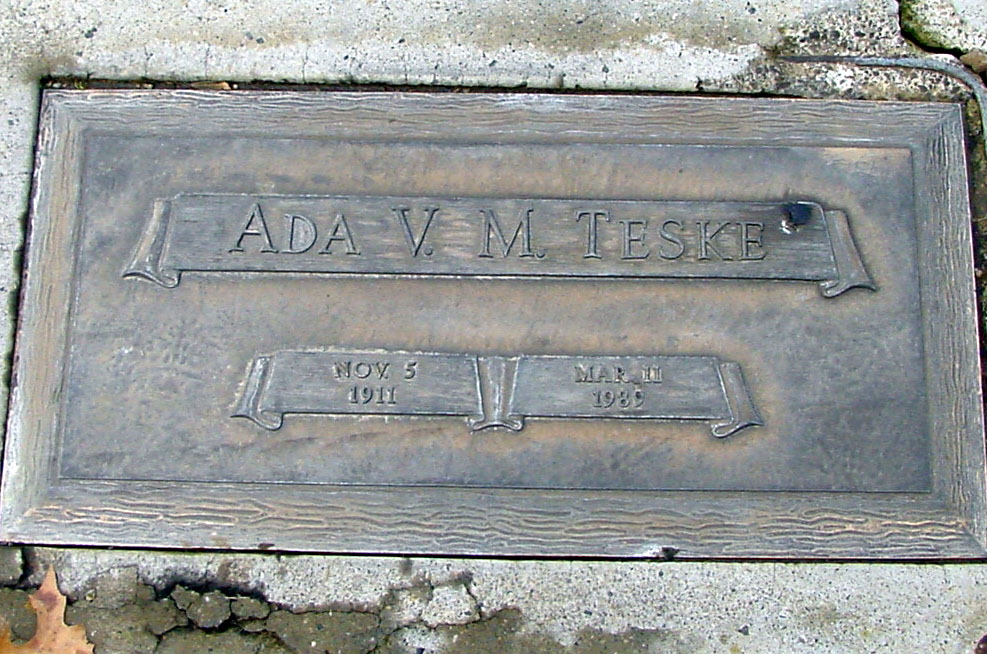 ADA V. M. TESKE
NOV. 5
1911
MAR. 11
1989